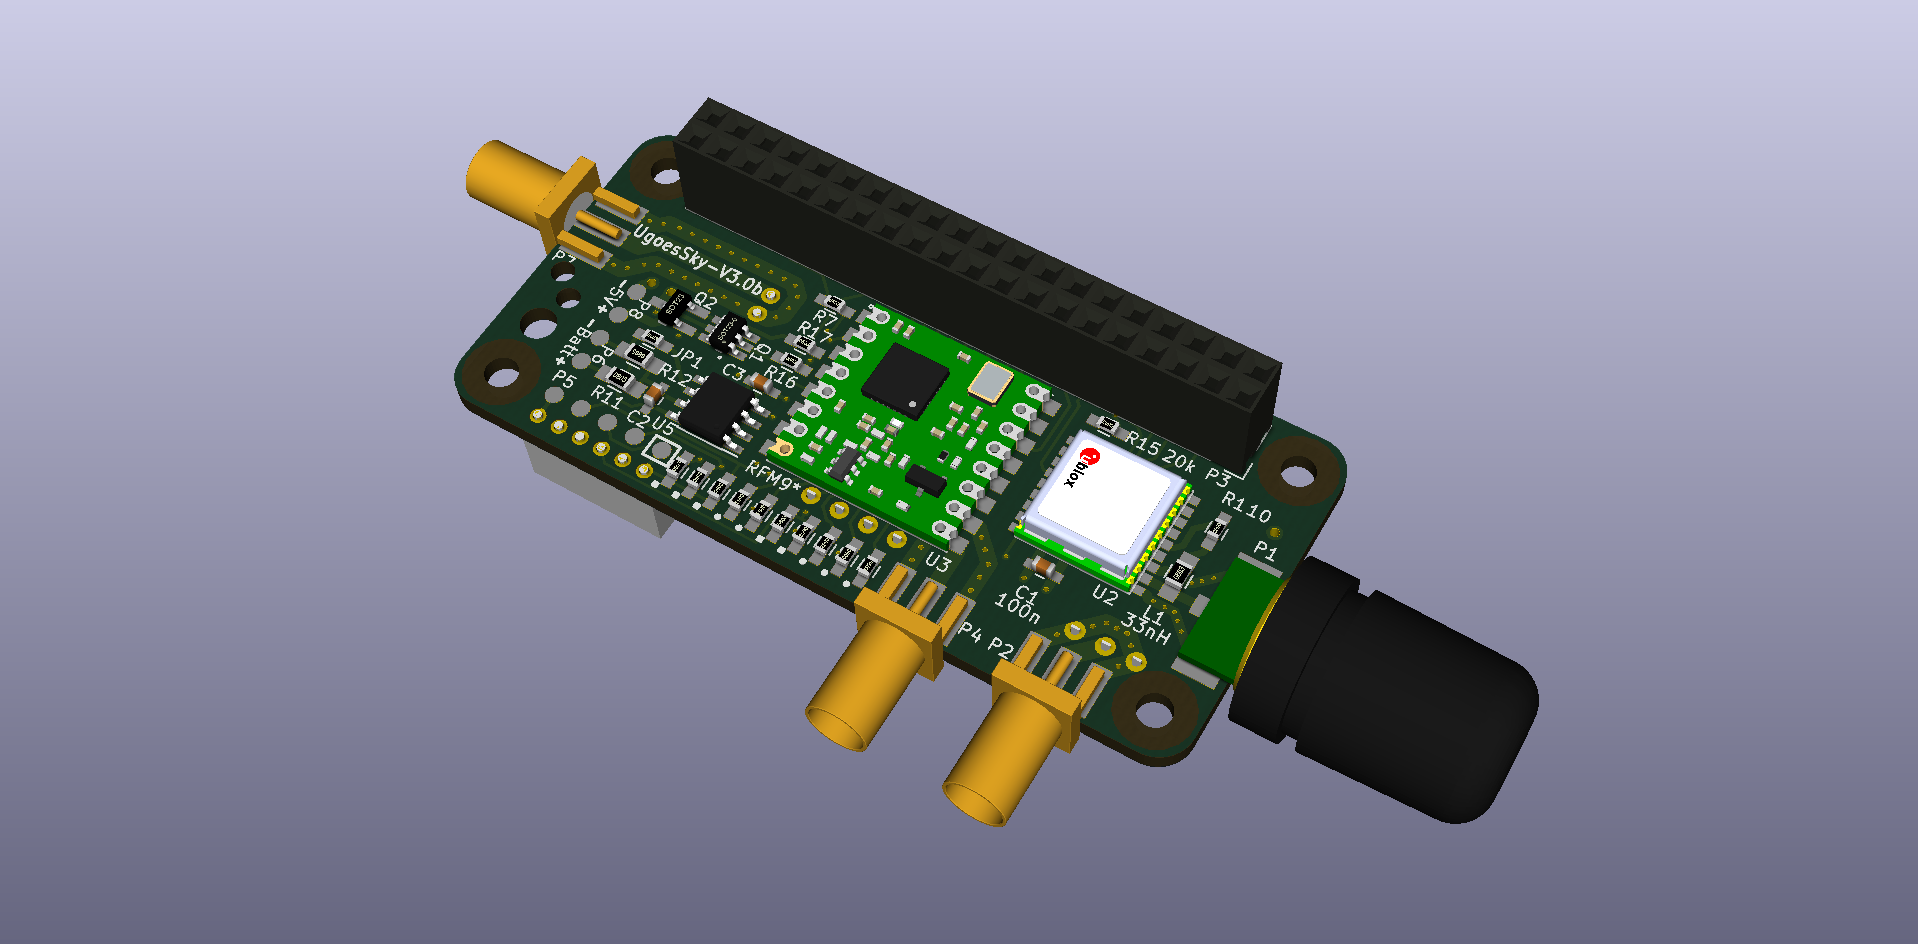 P7
UgoesSky-V3.0b
-5V+
P8
Q2
SOT23
Q1
-Batt+
P6
JP1
R7
R17
R16
C3
R12
P5
R11
C2
U5
RFM9*
U3
ublox
R15 20k
P3
R110
P1
C1
100n
U2
L1
33nH
P4
P2